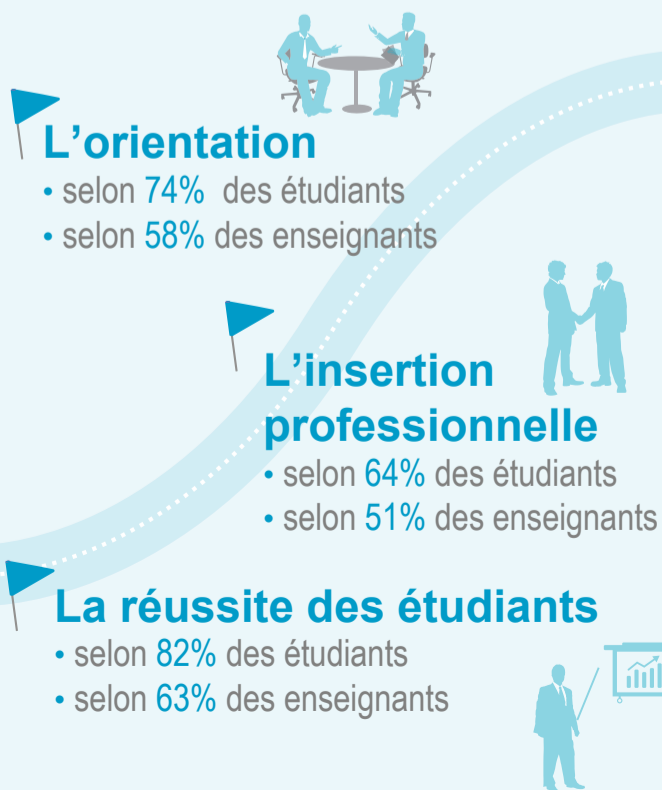 L’orientation
• selon 74% des étudiants
• selon 58% des enseignants
L’insertion
professionnelle
• selon 64% des étudiants
• selon 51% des enseignants
La réussite des étudiants
• selon 82% des étudiants
• selon 63% des enseignants